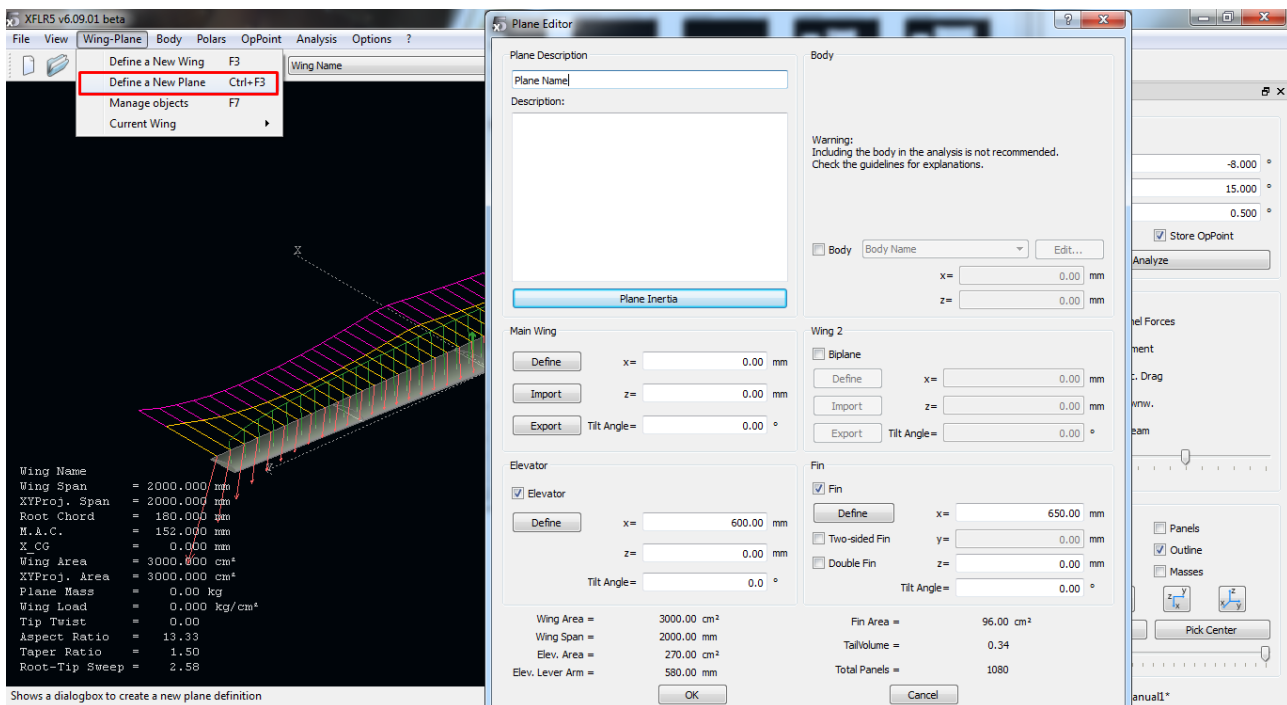 XFLR5 v6.09.01 beta
File View Wing-Plane Body Polars OpPoint Analysis Options ?
Define a New Wing F3
Define a New Plane Ctrl+F3
Manage objects F7
Current Wing
Wing Name
X
Wing Name
Wing Span = 2000.000 mm
XYProj. Span = 2000.000 mm
Root Chord = 180.000 mm
M.A.C. = 152.000 mm
X_CG = 0.000 mm
Wing Area = 3000.000 cm²
XYProj. Area = 3000.000 cm²
Plane Mass = 0.00 kg
Wing Load = 0.000 kg/cm²
Tip Twist = 0.00
Aspect Ratio = 13.33
Taper Ratio = 1.50
Root-Tip Sweep = 2.58
Shows a dialogbox to create a new plane definition
Plane Editor
Plane Description
Plane Name
Description:
Plane Inertia
Body
Warning:
Including the body in the analysis is not recommended.
Check the guidelines for explanations.
Body Body Name Edit...
x= 0.00 mm
z= 0.00 mm
Main Wing
Define x= 0.00 mm
Import z= 0.00 mm
Export Tilt Angle= 0.00 °
Wing 2
Biplane
Define x= 0.00 mm
Import z= 0.00 mm
Export Tilt Angle= 0.00 °
Elevator
Elevator
Define x= 600.00 mm
z= 0.00 mm
Tilt Angle= 0.0 °
Fin
Fin
Define x= 650.00 mm
Two-sided Fin y= 0.00 mm
Double Fin z= 0.00 mm
Tilt Angle= 0.00 °
Wing Area = 3000.00 cm²
Wing Span = 2000.00 mm
Elev. Area = 270.00 cm²
Elev. Lever Arm = 580.00 mm
Fin Area = 96.00 cm²
TailVolume = 0.34
Total Panels = 1080
OK
Cancel
-8.000 °
15.000 °
0.500 °
Store OpPoint
Analyze
nel Forces
ment
c. Drag
wnw.
eam
Panels
Outline
Masses
z y x
z x y
Pick Center
anual1*